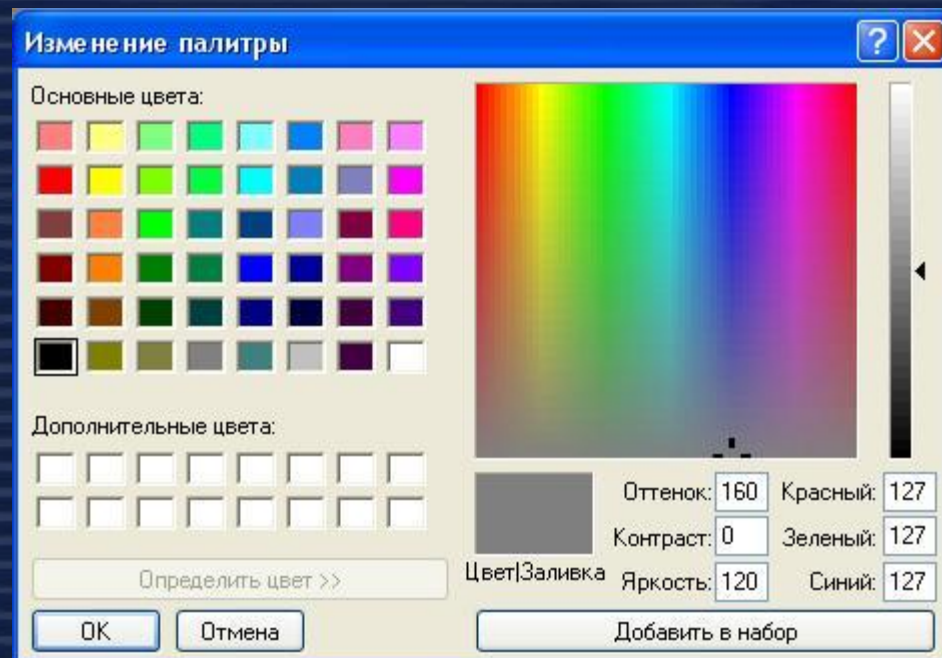 Изменение палитры
Основные цвета:
Дополнительные цвета:
Определить цвет >>
ОК
Отмена
Цвет|Заливка
Оттенок: 160
Контраст: 0
Яркость: 120
Красный: 127
Зеленый: 127
Синий: 127
Добавить в набор